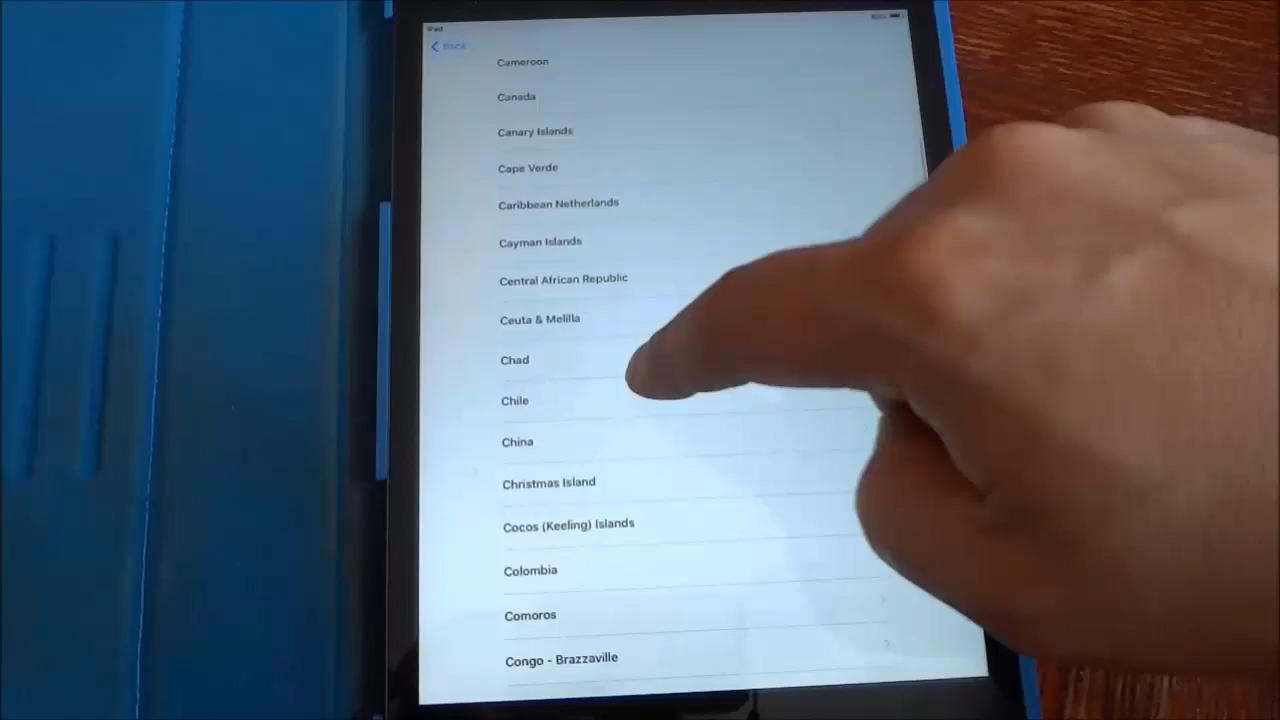 iPad
Back
Cameroon
Canada
Canary Islands
Cape Verde
Caribbean Netherlands
Cayman Islands
Central African Republic
Ceuta & Melilla
Chad
Chile
China
Christmas Island
Cocos (Keeling) Islands
Colombia
Comoros
Congo - Brazzaville